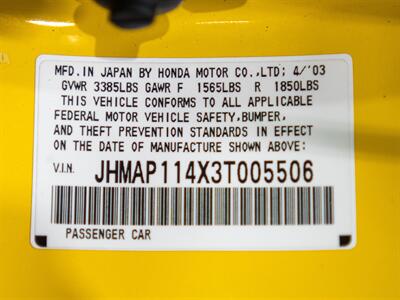 MFD.IN JAPAN BY HONDA MOTOR CO.,LTD; 4/'03
GVWR 3385LBS GAWR F 1565LBS R 1850LBS
THIS VEHICLE CONFORMS TO ALL APPLICABLE
FEDERAL MOTOR VEHICLE SAFETY,BUMPER,
AND THEFT PREVENTION STANDARDS IN EFFECT
ON THE DATE OF MANUFACTURE SHOWN ABOVE:
V.I.N. JHMAP114X3T005506
PASSENGER CAR